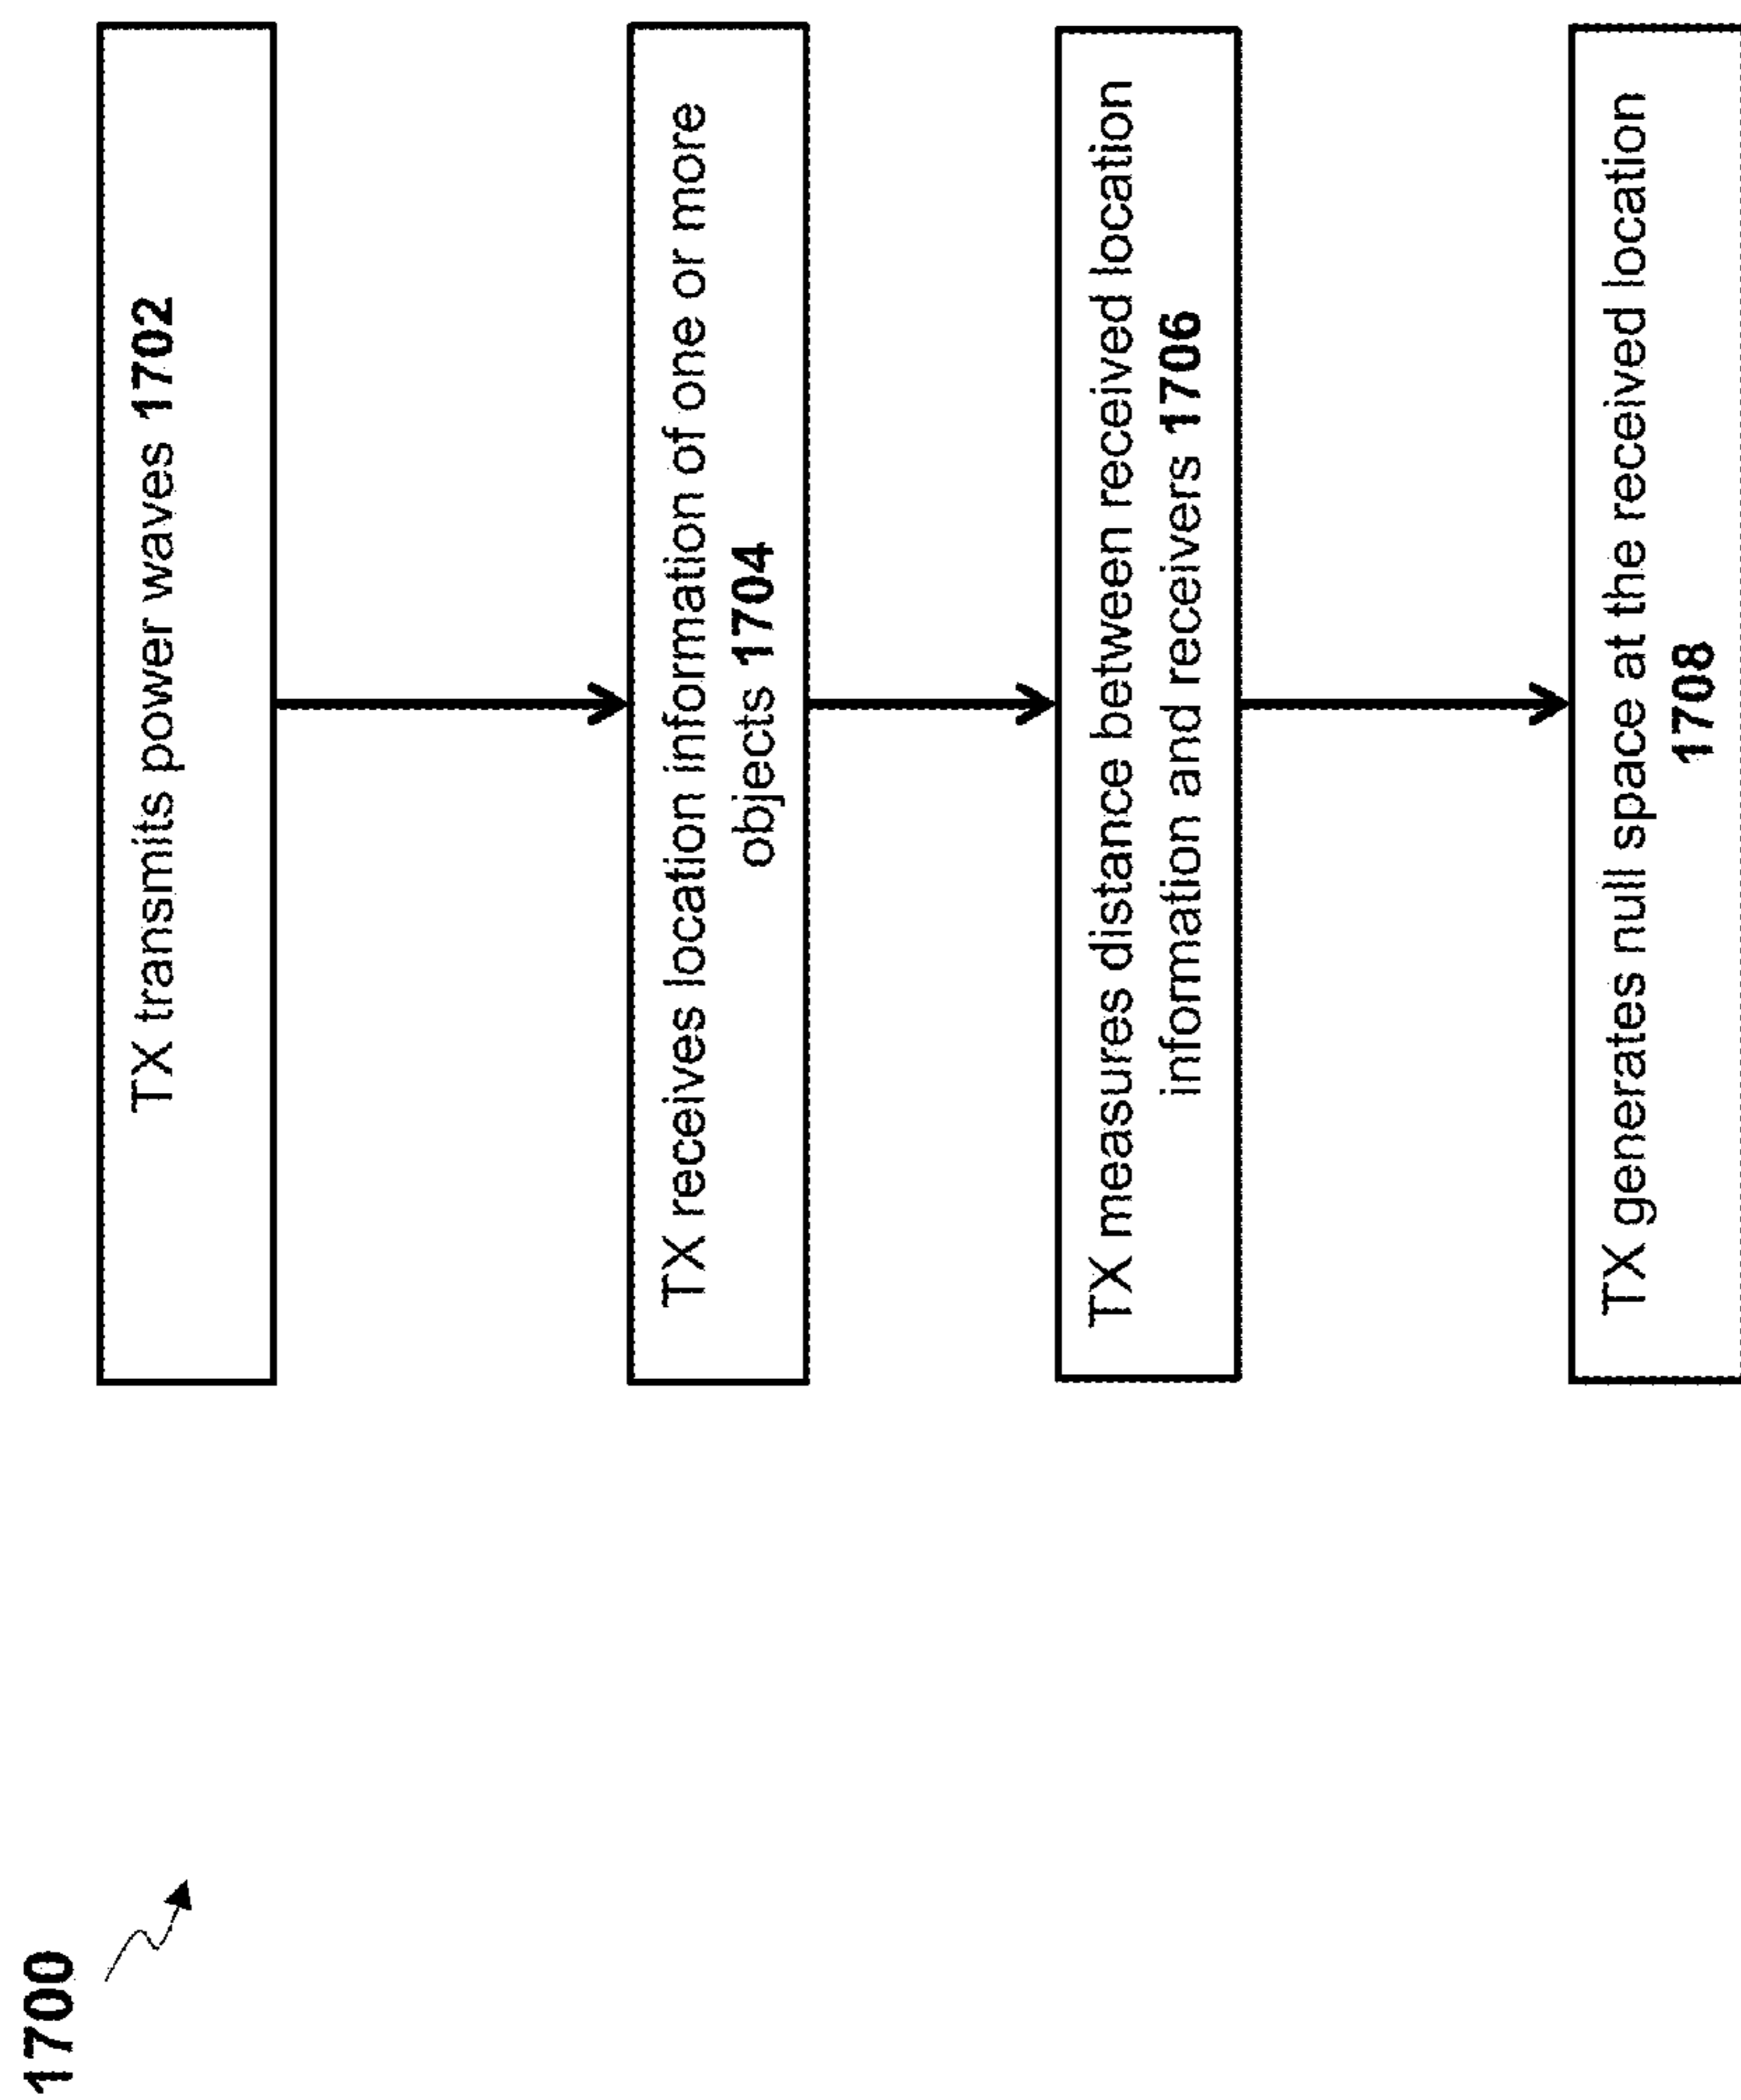 1700
TX transmits power waves 1702
TX receives location information of one or more
objects 1704
TX measures distance between received location
information and receivers 1706
TX generates null space at the received location
1708